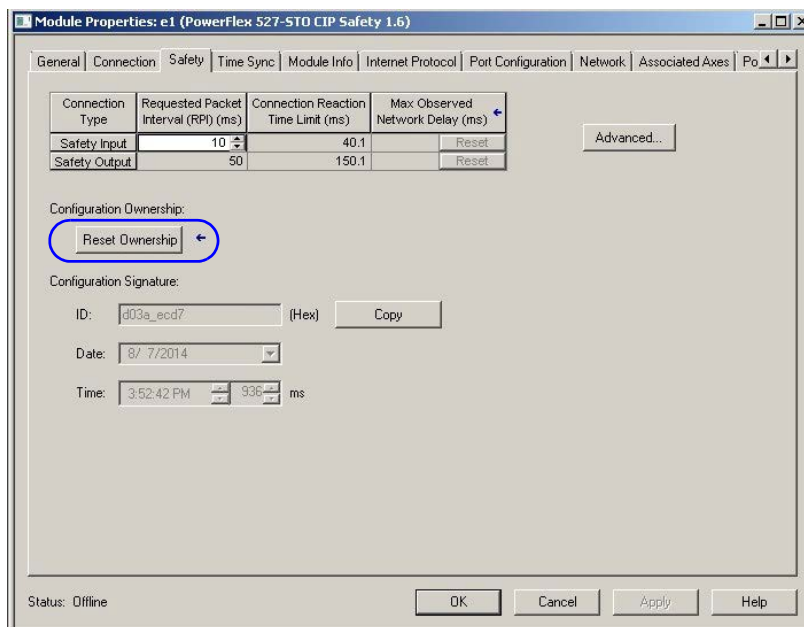 Module Properties: e1 (PowerFlex 527-STO CIP Safety 1.6)
General Connection Safety Time Sync Module Info Internet Protocol Port Configuration Network Associated Axes Po
Connection Type Requested Packet Interval (RPI) (ms) Connection Reaction Time Limit (ms) Max Observed Network Delay (ms)
Safety Input 10 40.1 Reset
Safety Output 50 150.1 Reset
Advanced...
Configuration Ownership:
Reset Ownership
Configuration Signature:
ID: d03a_ecd7 (Hex) Copy
Date: 8/ 7/2014
Time: 3:52:42 PM 936 ms
Status: Offline OK Cancel Apply Help